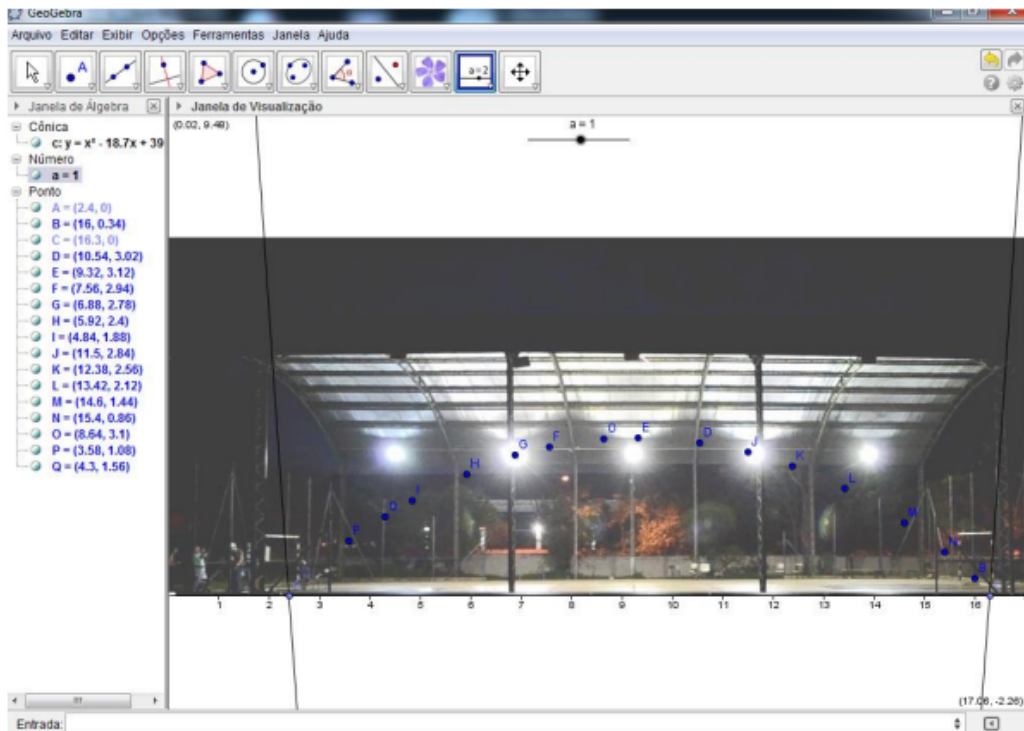 GeoGebra
Arquivo Editar Exibir Opções Ferramentas Janela Ajuda
A
a=2
Janela de Álgebra
Janela de Visualização
Cônica
c: y = x² - 18.7x + 39
Número
a = 1
Ponto
A = (2.4, 0)
B = (16, 0.34)
C = (16.3, 0)
D = (10.54, 3.02)
E = (9.32, 3.12)
F = (7.56, 2.94)
G = (6.88, 2.78)
H = (5.92, 2.4)
I = (4.84, 1.88)
J = (11.5, 2.84)
K = (12.38, 2.56)
L = (13.42, 2.12)
M = (14.6, 1.44)
N = (15.4, 0.86)
O = (8.64, 3.1)
P = (3.58, 1.08)
Q = (4.3, 1.56)
(0.02, 9.48)
a = 1
O E D
G F J
H K
I L
Q M
P N
B
1 2 3 4 5 6 7 8 9 10 11 12 13 14 15 16
(17.06, -2.26)
Entrada: